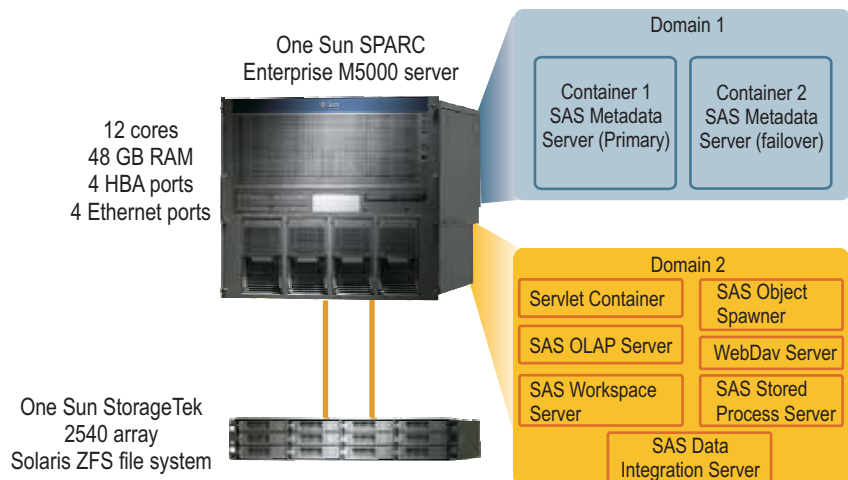 One Sun SPARC
Enterprise M5000 server
12 cores
48 GB RAM
4 HBA ports
4 Ethernet ports
One Sun StorageTek
2540 array
Solaris ZFS file system
Domain 1
Container 1
SAS Metadata
Server (Primary)
Container 2
SAS Metadata
Server (failover)
Domain 2
Servlet Container
SAS Object
Spawner
SAS OLAP Server
WebDav Server
SAS Workspace
Server
SAS Stored
Process Server
SAS Data
Integration Server